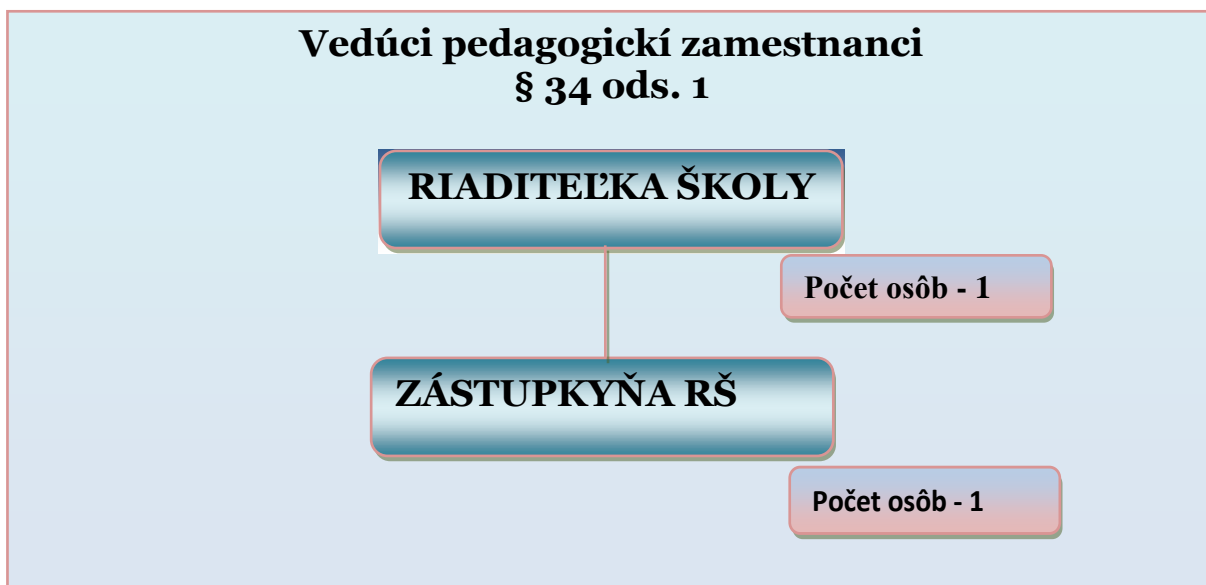 Vedúci pedagogickí zamestnanci
§ 34 ods. 1
RIADITEĽKA ŠKOLY
Počet osôb - 1
ZÁSTUPKYŇA RŠ
Počet osôb - 1